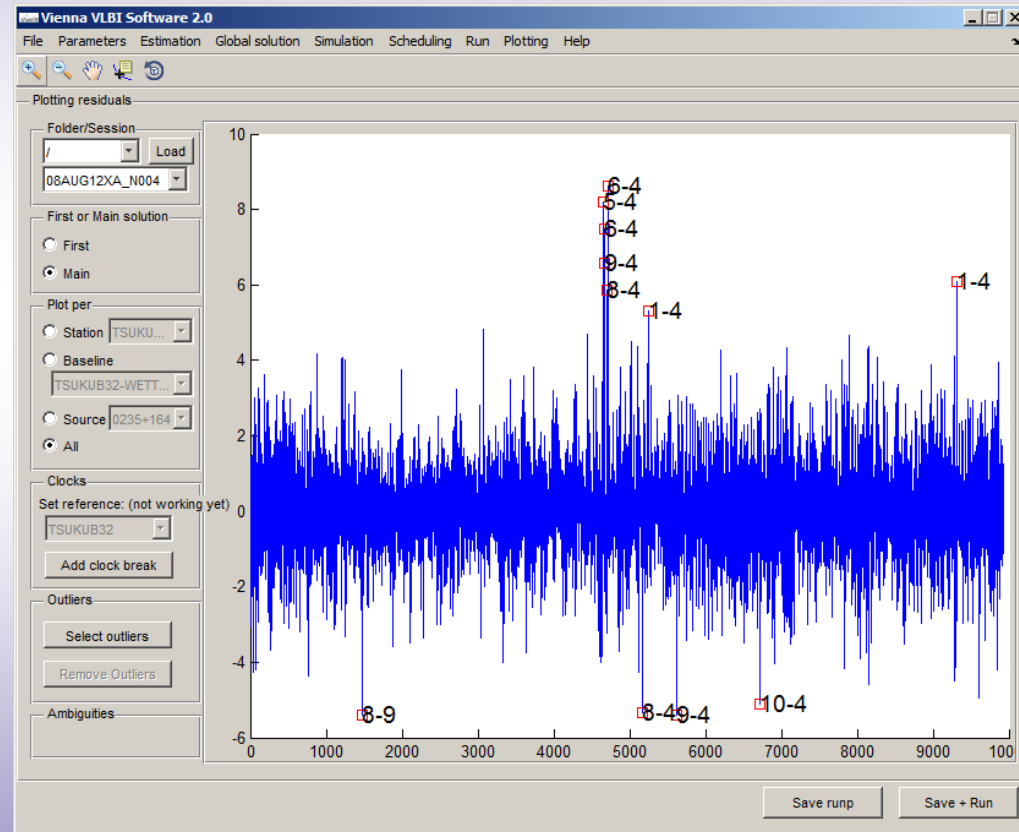 Vienna VLBI Software 2.0
File Parameters Estimation Global solution Simulation Scheduling Run Plotting Help
Plotting residuals
Folder/Session
/
Load
08AUG12XA_N004
First or Main solution
First
Main
Plot per
Station TSUKU...
Baseline
TSUKUB32-WETT...
Source 0235+164
All
Clocks
Set reference: (not working yet)
TSUKUB32
Add clock break
Outliers
Select outliers
Remove Outliers
Ambiguities
10
8
6
4
2
0
-2
-4
-6
0 1000 2000 3000 4000 5000 6000 7000 8000 9000 100
6-4
5-4
6-4
9-4
8-4
1-4
1-4
8-9
8-4
9-4
10-4
Save runp
Save + Run